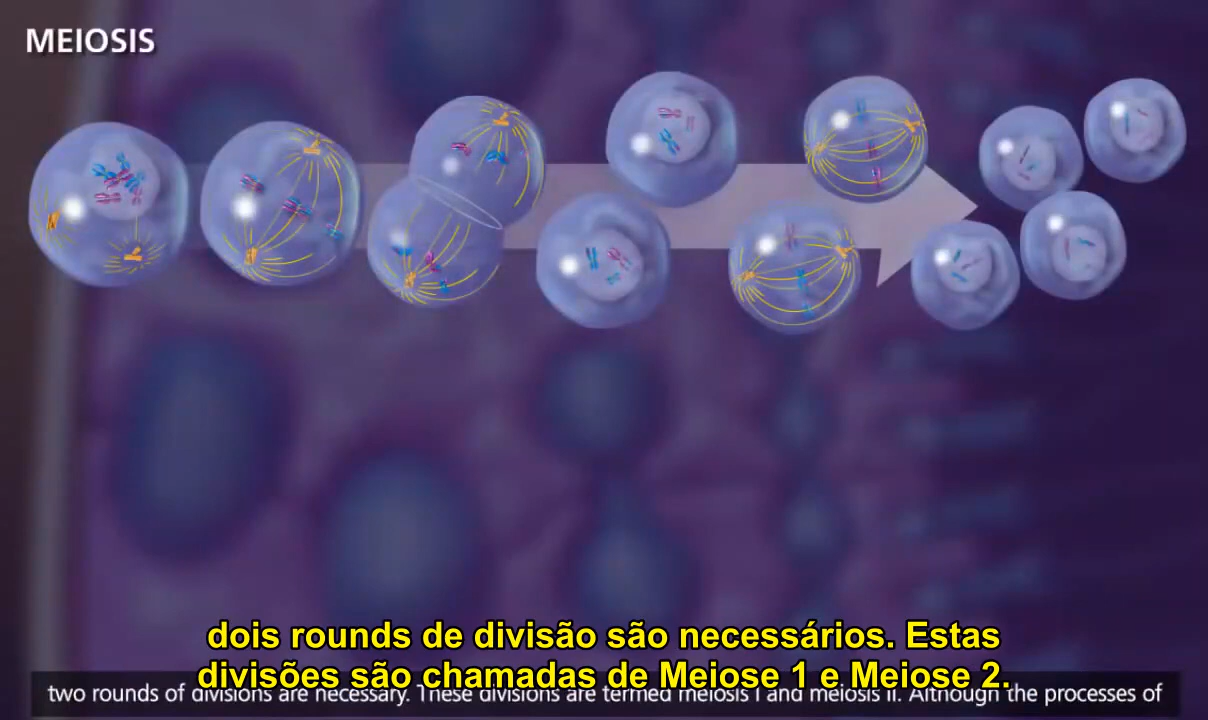 MEIOSIS
dois rounds de divisão são necessários. Estas
divisões são chamadas de Meiose 1 e Meiose 2.
two rounds of divisions are necessary. These divisions are termed meiosis I and meiosis II. Although the processes of